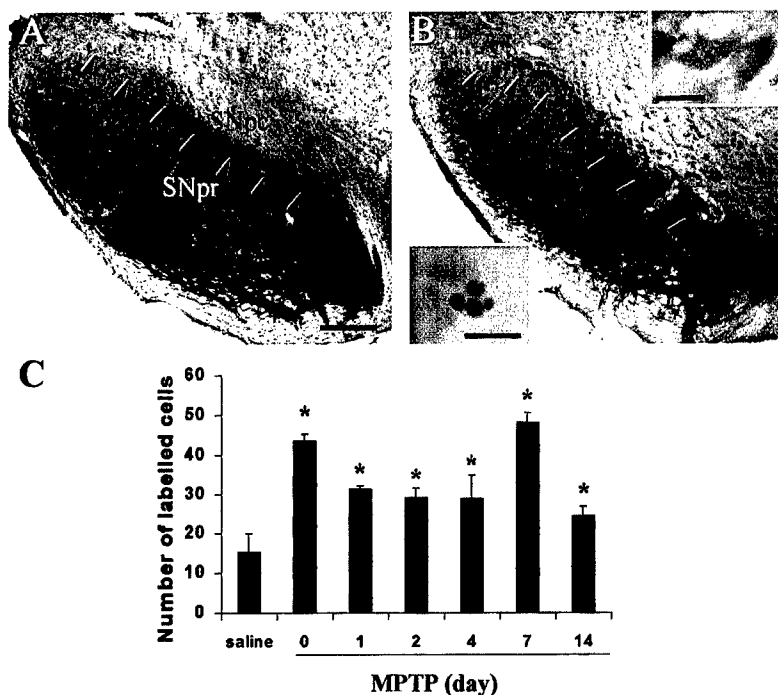 A
B
SNpc
SNpr
C
Number of labelled cells
60
50
40
30
20
10
0
* * * * * *
saline 0 1 2 4 7 14
MPTP (day)